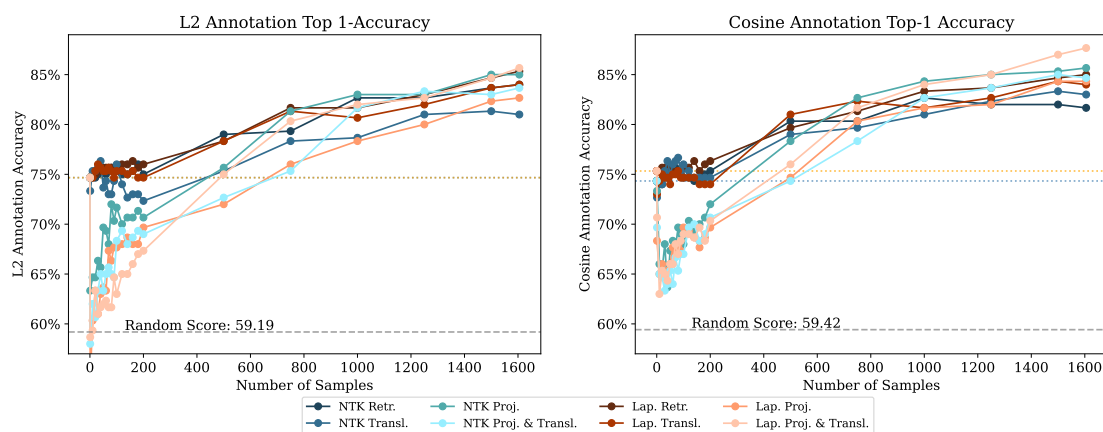 L2 Annotation Top 1-Accuracy
L2 Annotation Accuracy
85%
80%
75%
70%
65%
60%
Random Score: 59.19
0 200 400 600 800 1000 1200 1400 1600
Number of Samples
Cosine Annotation Top-1 Accuracy
Cosine Annotation Accuracy
85%
80%
75%
70%
65%
60%
Random Score: 59.42
0 200 400 600 800 1000 1200 1400 1600
Number of Samples
NTK Retr. NTK Proj. Lap. Retr. Lap. Proj.
NTK Transl. NTK Proj. & Transl. Lap. Transl. Lap. Proj. & Transl.